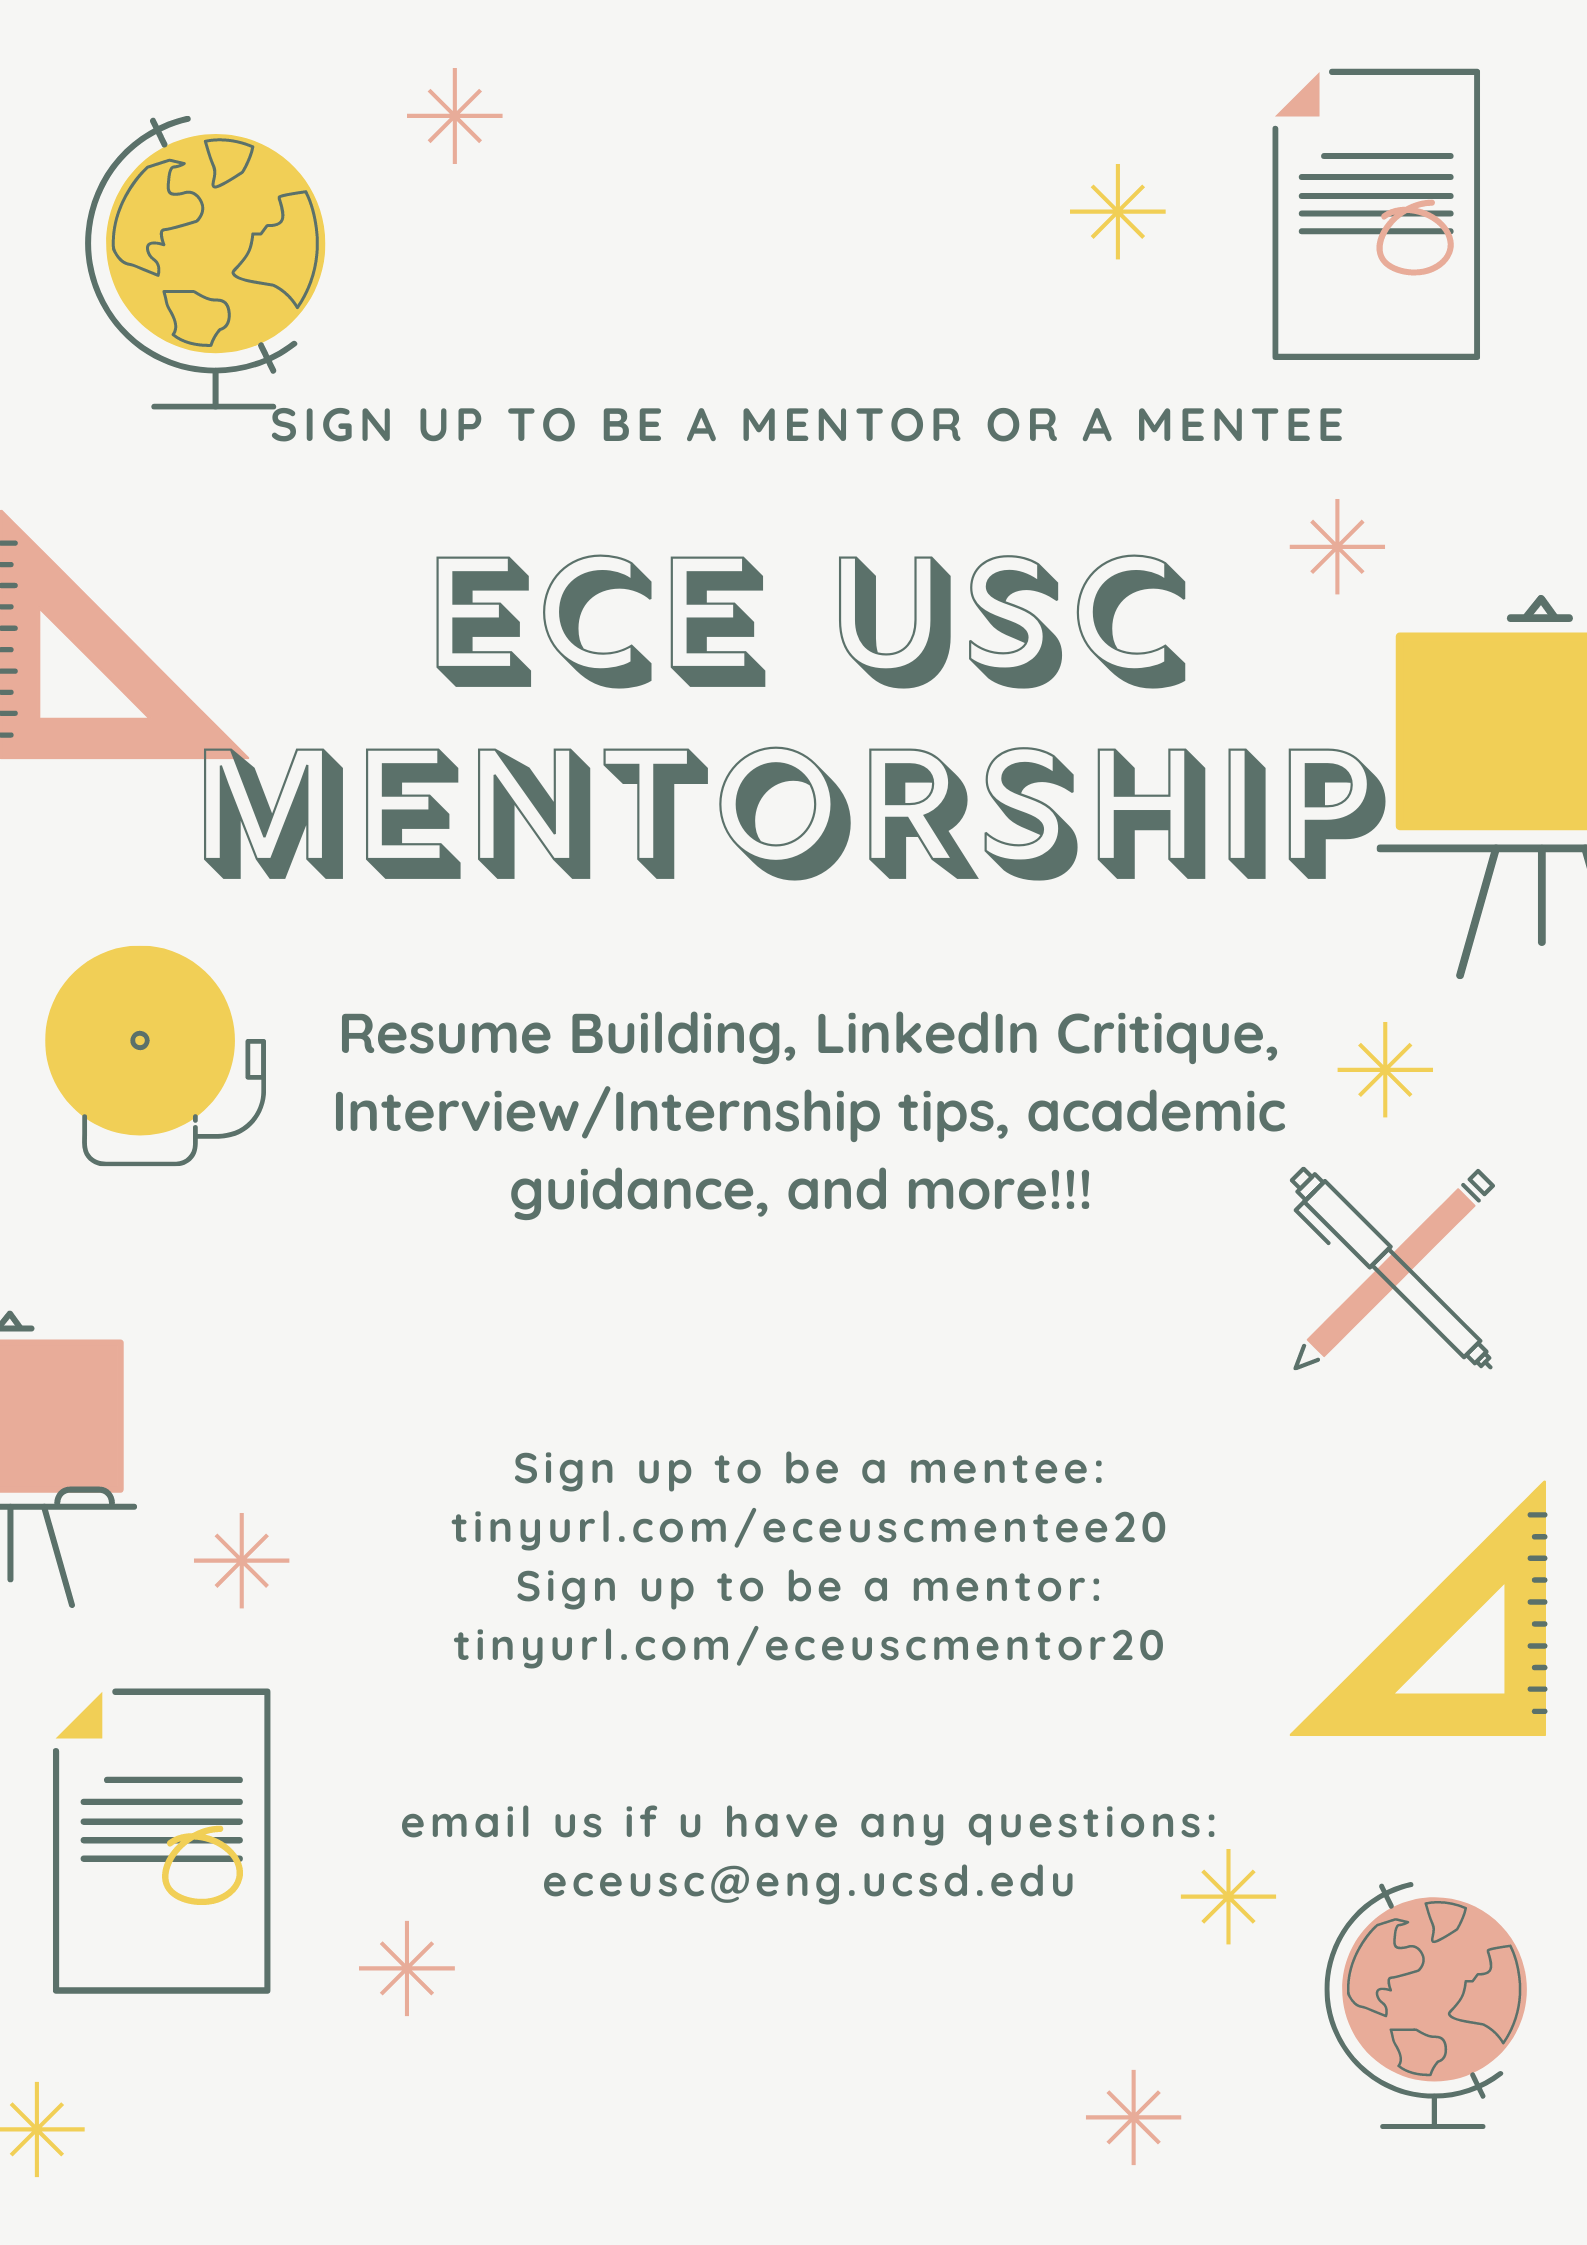 SIGN UP TO BE A MENTOR OR A MENTEE
ECE USC
MENTORSHIP
Resume Building, LinkedIn Critique,
Interview/Internship tips, academic
guidance, and more!!!
Sign up to be a mentee:
tinyurl.com/eceuscmentee20
Sign up to be a mentor:
tinyurl.com/eceuscmentor20
email us if u have any questions:
eceusc@eng.ucsd.edu